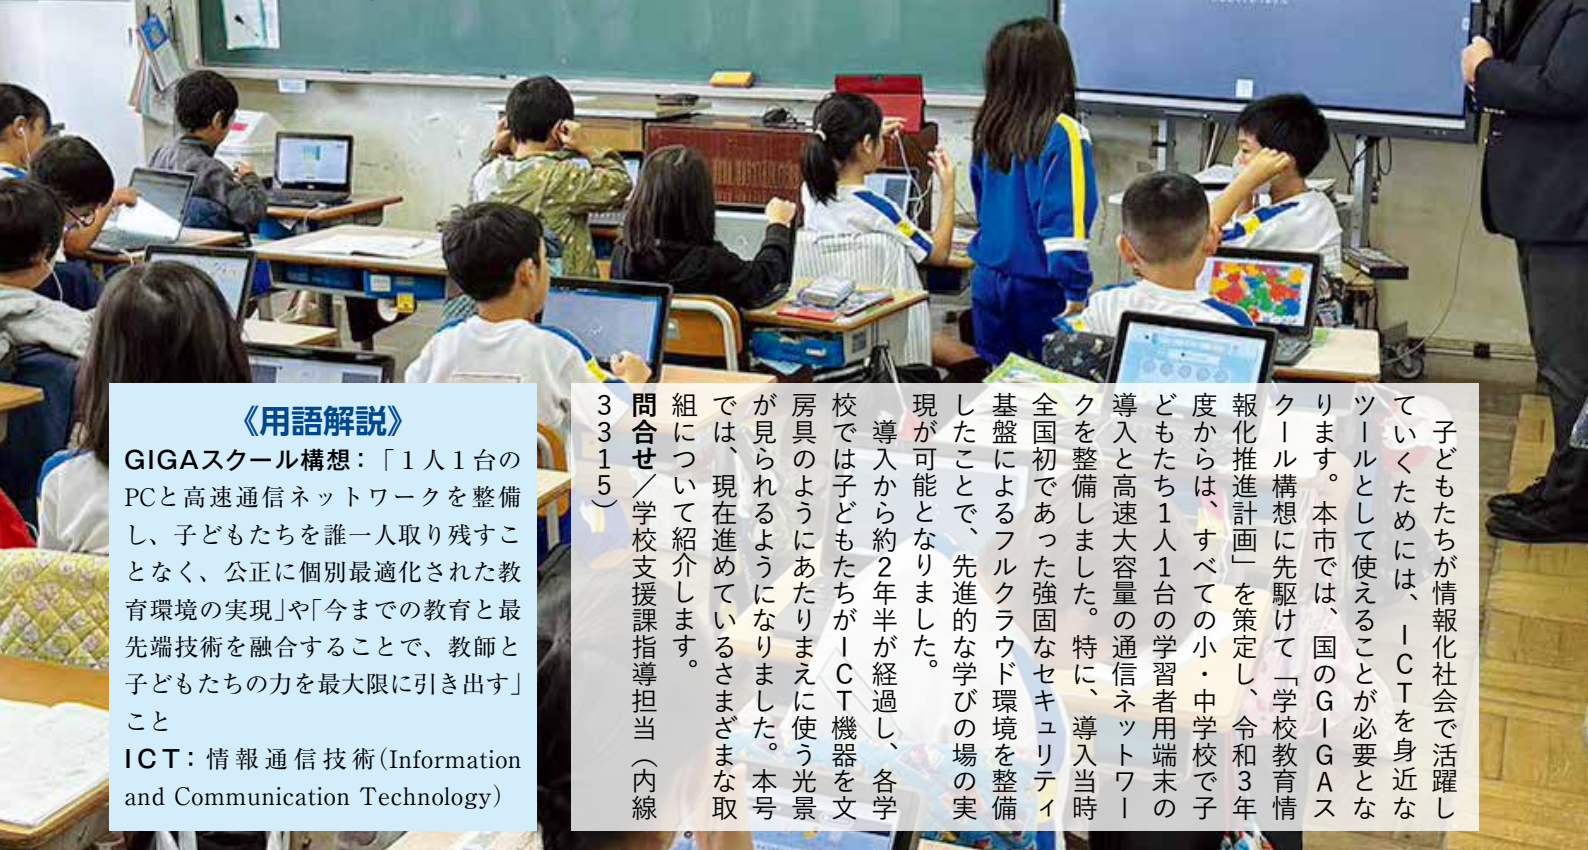 子どもたちが情報化社会で活躍し
ていくためには、ICTを身近な
ツールとして使えることが必要とな
ります。本市では、国のGIGAス
クール構想に先駆けて「学校教育情
報化推進計画」を策定し、令和3年
度からは、すべての小・中学校で子
どもたち1人1台の学習者用端末の
導入と高速大容量の通信ネットワー
クを整備しました。特に、導入当時
全国初であった強固なセキュリティ
基盤によるフルクラウド環境を整備
したことで、先進的な学びの場の実
現が可能となりました。
導入から約2年半が経過し、各学
校では子どもたちがICT機器を文
房具のようにあたりまえに使う光景
が見られるようになりました。本号
では、現在進めているさまざまな取
組について紹介します。
問合せ/学校支援課指導担当(内線
3315)
《用語解説》
GIGAスクール構想:「1人1台の
PCと高速通信ネットワークを整備
し、子どもたちを誰一人取り残すこ
となく、公正に個別最適化された教
育環境の実現」や「今までの教育と最
先端技術を融合することで、教師と
子どもたちの力を最大限に引き出す」
こと
ICT:情報通信技術(Information
and Communication Technology)